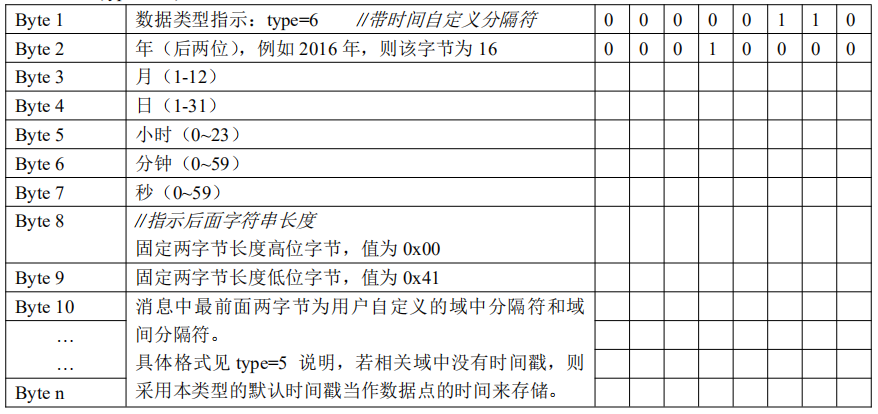 Byte 1 数据类型指示：type=6 //带时间自定义分隔符 0 0 0 0 0 1 1 0
Byte 2 年（后两位），例如 2016 年，则该字节为 16 0 0 0 1 0 0 0 0
Byte 3 月（1-12）
Byte 4 日（1-31）
Byte 5 小时（0~23）
Byte 6 分钟（0~59）
Byte 7 秒（0~59）
Byte 8 //指示后面字符串长度
固定两字节长度高位字节，值为 0x00
Byte 9 固定两字节长度低位字节，值为 0x41
Byte 10 消息中最前面两字节为用户自定义的域中分隔符和域
… 间分隔符。
… 具体格式见 type=5 说明，若相关域中没有时间戳，则
Byte n 采用本类型的默认时间戳当作数据点的时间来存储。